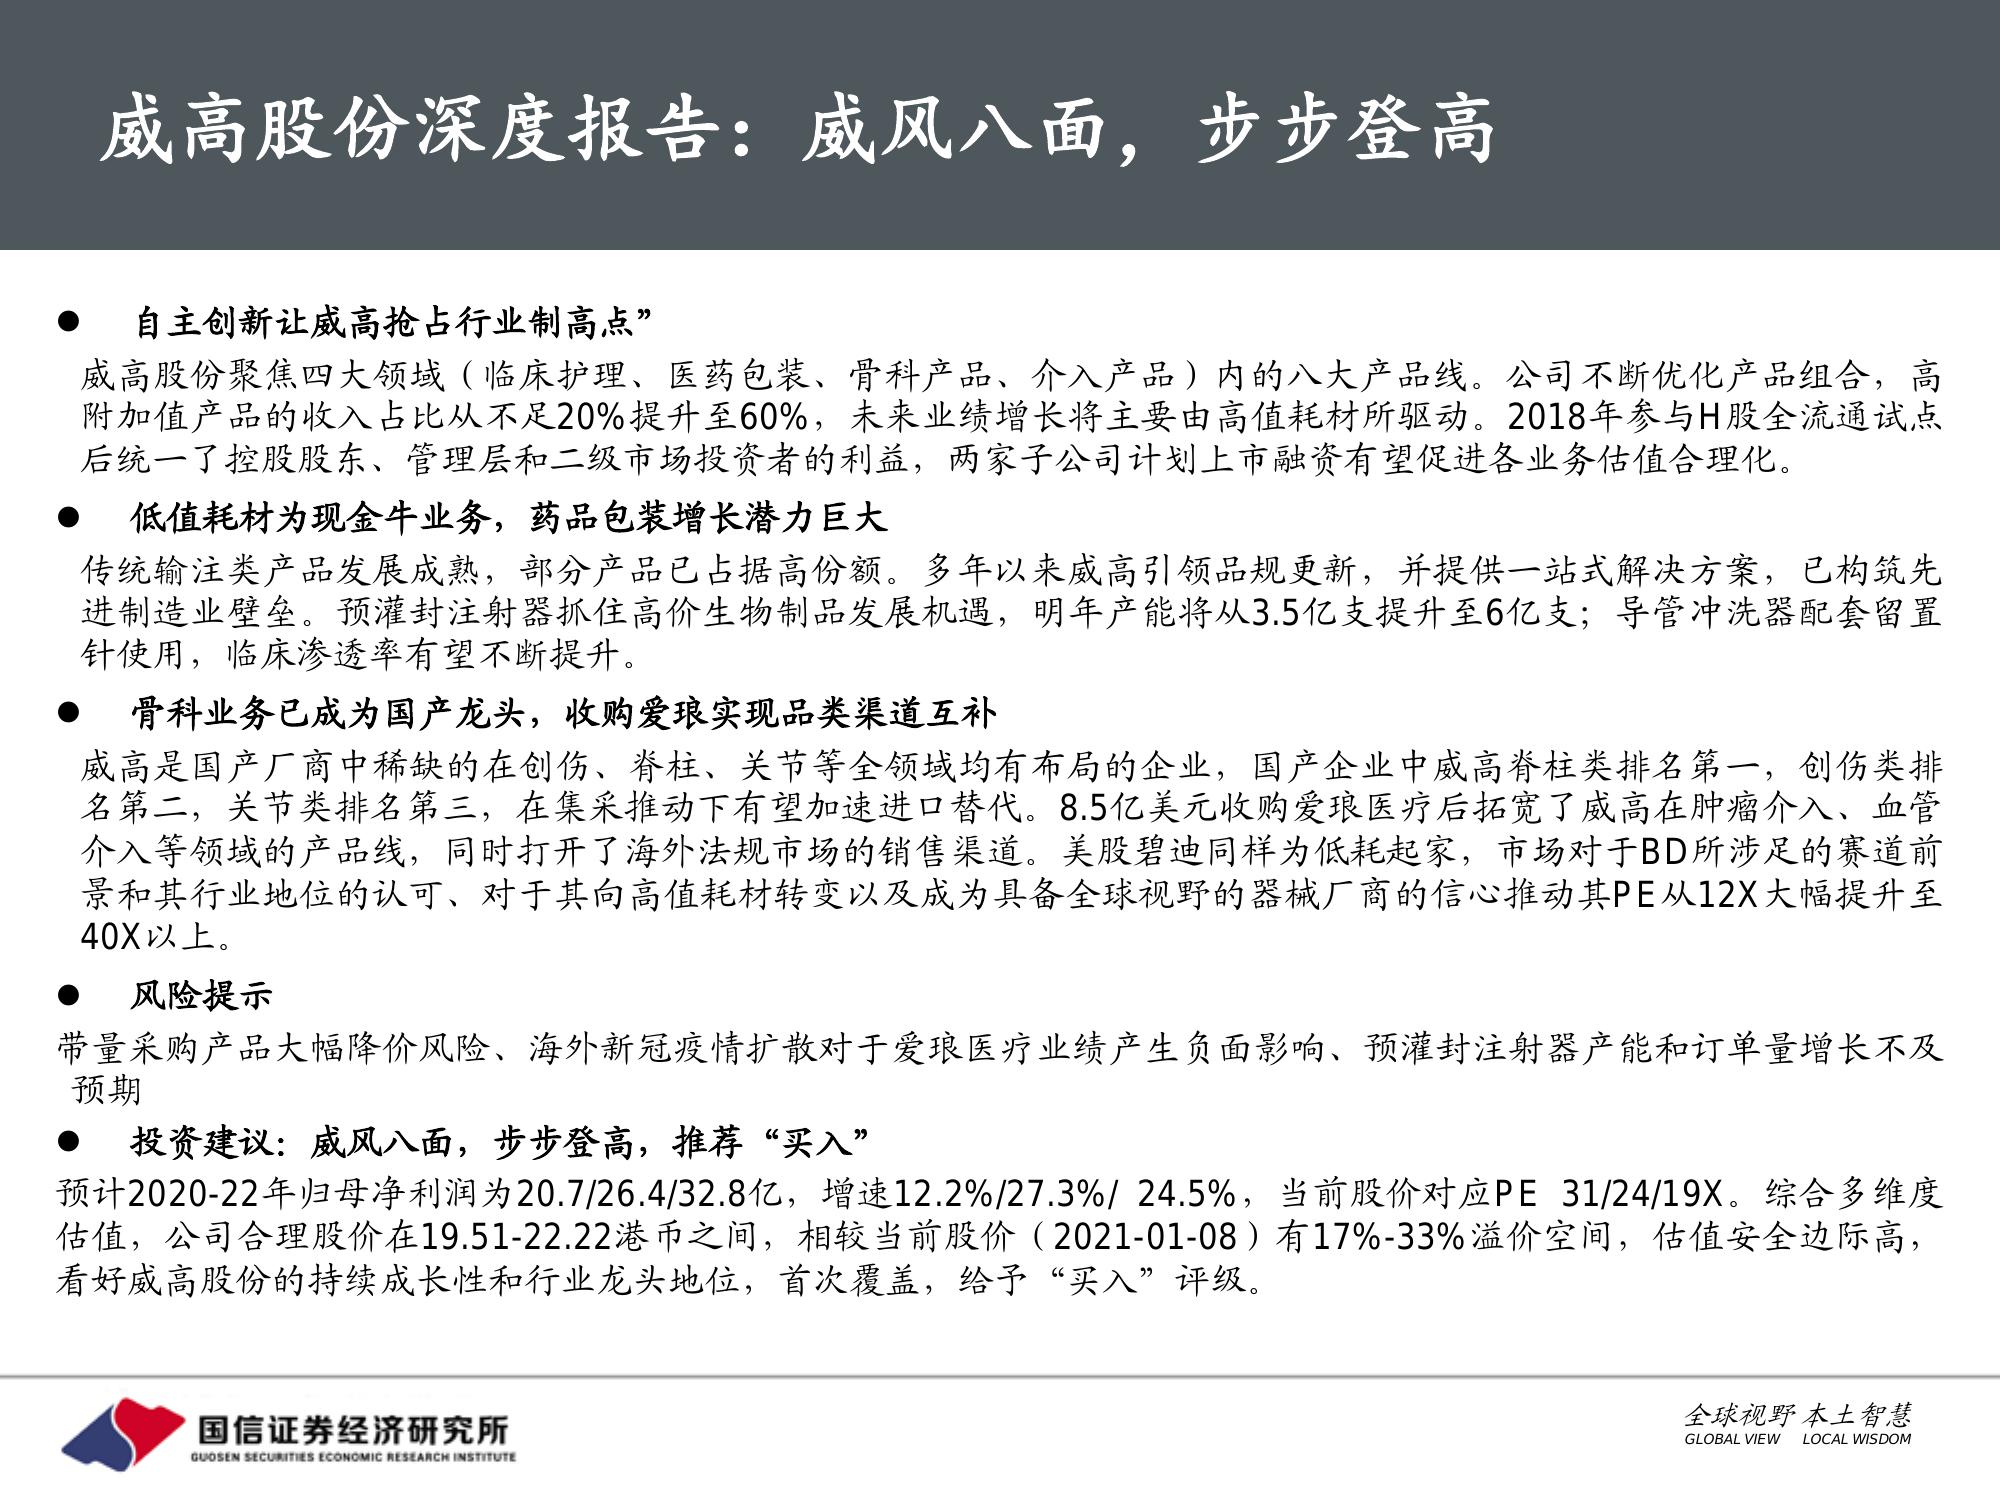 威高股份深度报告：威风八面，步步登高
● 自主创新让威高抢占行业制高点”
威高股份聚焦四大领域（临床护理、医药包装、骨科产品、介入产品）内的八大产品线。公司不断优化产品组合，高
附加值产品的收入占比从不足20%提升至60%，未来业绩增长将主要由高值耗材所驱动。2018年参与H股全流通试点
后统一了控股股东、管理层和二级市场投资者的利益，两家子公司计划上市融资有望促进各业务估值合理化。
● 低值耗材为现金牛业务，药品包装增长潜力巨大
传统输注类产品发展成熟，部分产品已占据高份额。多年以来威高引领品规更新，并提供一站式解决方案，已构筑先
进制造业壁垒。预灌封注射器抓住高价生物制品发展机遇，明年产能将从3.5亿支提升至6亿支；导管冲洗器配套留置
针使用，临床渗透率有望不断提升。
● 骨科业务已成为国产龙头，收购爱琅实现品类渠道互补
威高是国产厂商中稀缺的在创伤、脊柱、关节等全领域均有布局的企业，国产企业中威高脊柱类排名第一，创伤类排
名第二，关节类排名第三，在集采推动下有望加速进口替代。8.5亿美元收购爱琅医疗后拓宽了威高在肿瘤介入、血管
介入等领域的产品线，同时打开了海外法规市场的销售渠道。美股碧迪同样为低耗起家，市场对于BD所涉足的赛道前
景和其行业地位的认可、对于其向高值耗材转变以及成为具备全球视野的器械厂商的信心推动其PE从12X大幅提升至
40X以上。
● 风险提示
带量采购产品大幅降价风险、海外新冠疫情扩散对于爱琅医疗业绩产生负面影响、预灌封注射器产能和订单量增长不及
预期
● 投资建议：威风八面，步步登高，推荐“买入”
预计2020-22年归母净利润为20.7/26.4/32.8亿，增速12.2%/27.3%/ 24.5%，当前股价对应PE 31/24/19X。综合多维度
估值，公司合理股价在19.51-22.22港币之间，相较当前股价（2021-01-08）有17%-33%溢价空间，估值安全边际高，
看好威高股份的持续成长性和行业龙头地位，首次覆盖，给予“买入”评级。
国信证券经济研究所
GUOSEN SECURITIES ECONOMIC RESEARCH INSTITUTE
全球视野 本土智慧
GLOBAL VIEW LOCAL WISDOM